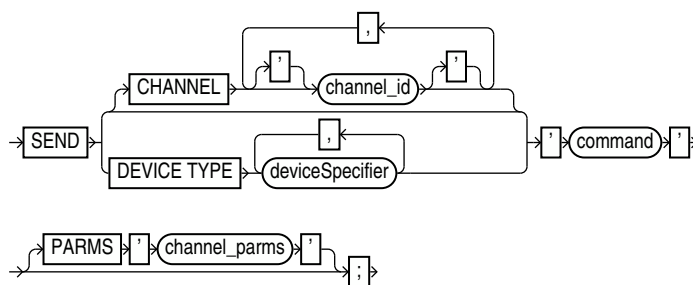 ,
CHANNEL ' channel_id '
SEND ' command '
,
DEVICE TYPE deviceSpecifier
PARMS ' channel_parms '
;